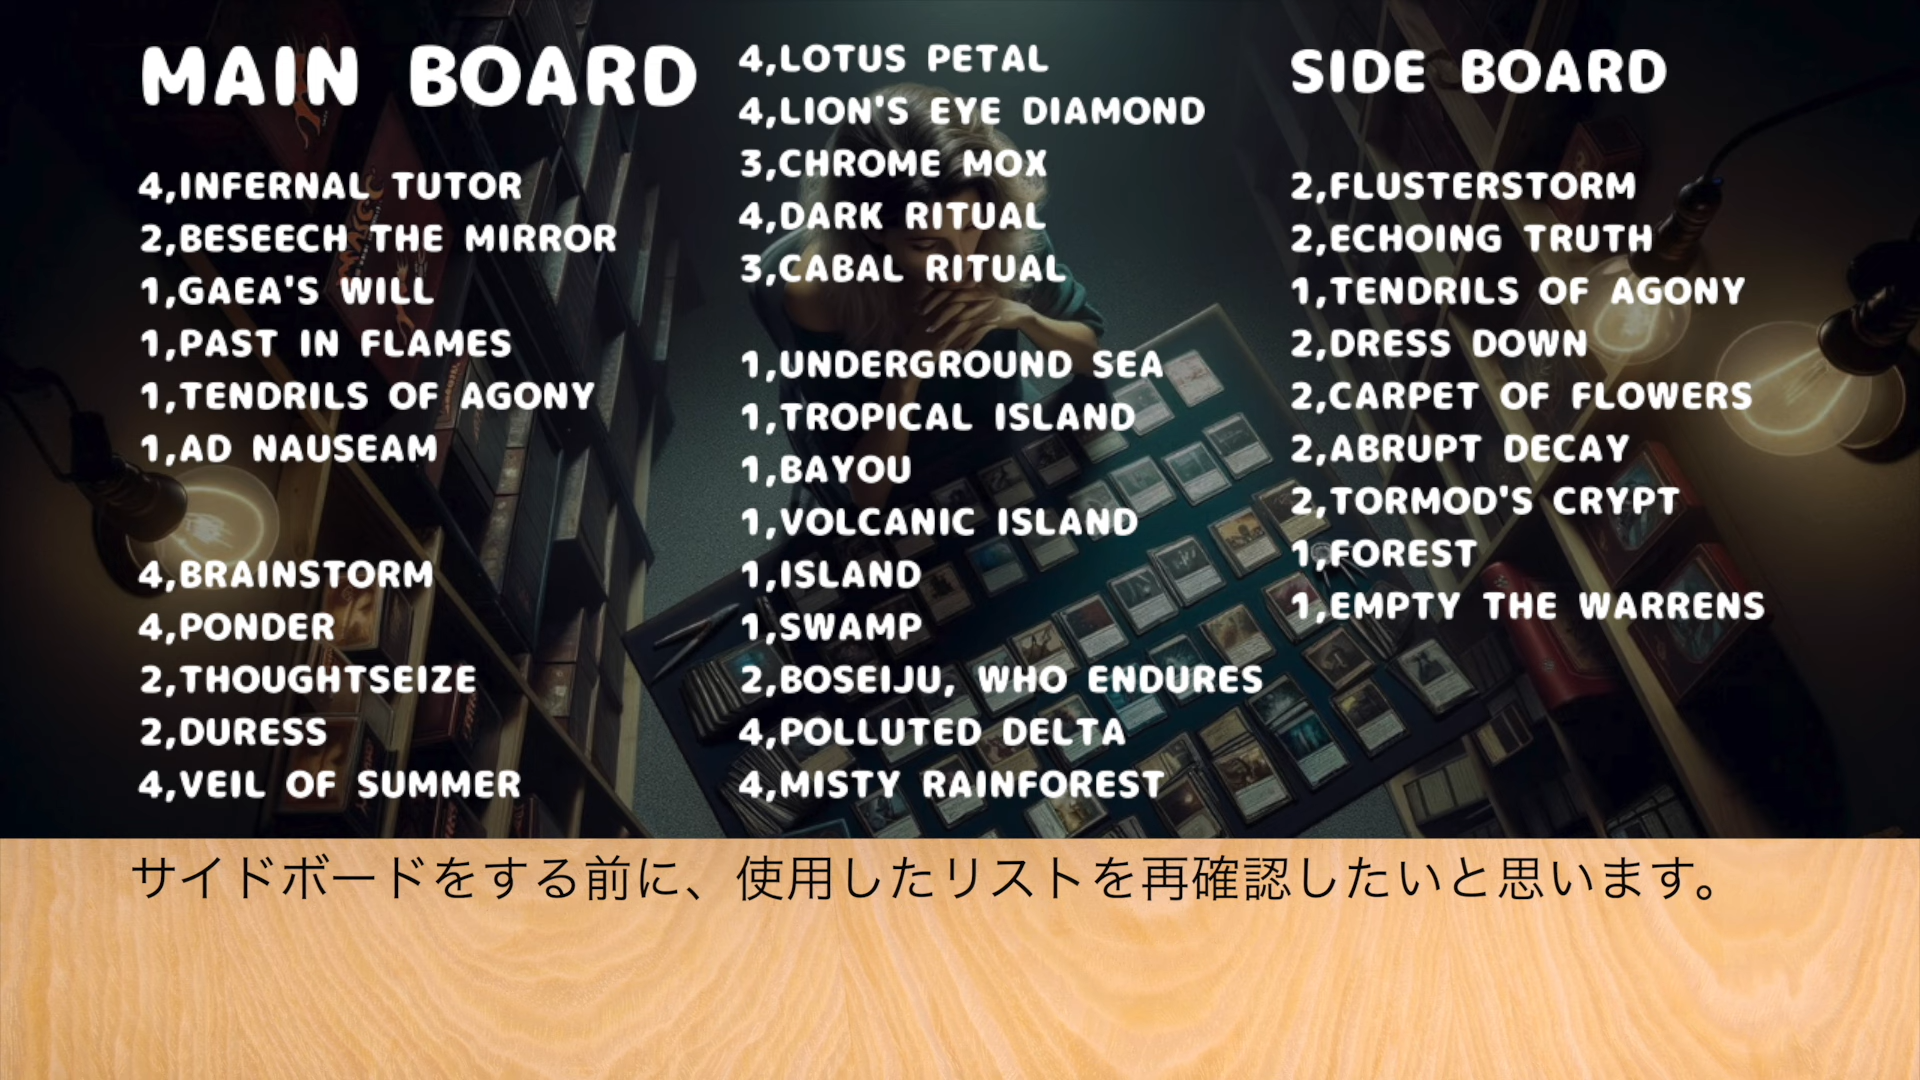 MAIN BOARD
4,INFERNAL TUTOR
2,BESEECH THE MIRROR
1,GAEA'S WILL
1,PAST IN FLAMES
1,TENDRILS OF AGONY
1,AD NAUSEAM
4,BRAINSTORM
4,PONDER
2,THOUGHTSEIZE
2,DURESS
4,VEIL OF SUMMER
4,LOTUS PETAL
4,LION'S EYE DIAMOND
3,CHROME MOX
4,DARK RITUAL
3,CABAL RITUAL
1,UNDERGROUND SEA
1,TROPICAL ISLAND
1,BAYOU
1,VOLCANIC ISLAND
1,ISLAND
1,SWAMP
2,BOSEIJU, WHO ENDURES
4,POLLUTED DELTA
4,MISTY RAINFOREST
SIDE BOARD
2,FLUSTERSTORM
2,ECHOING TRUTH
1,TENDRILS OF AGONY
2,DRESS DOWN
2,CARPET OF FLOWERS
2,ABRUPT DECAY
2,TORMOD'S CRYPT
1,FOREST
1,EMPTY THE WARRENS
サイドボードをする前に、使用したリストを再確認したいと思います。